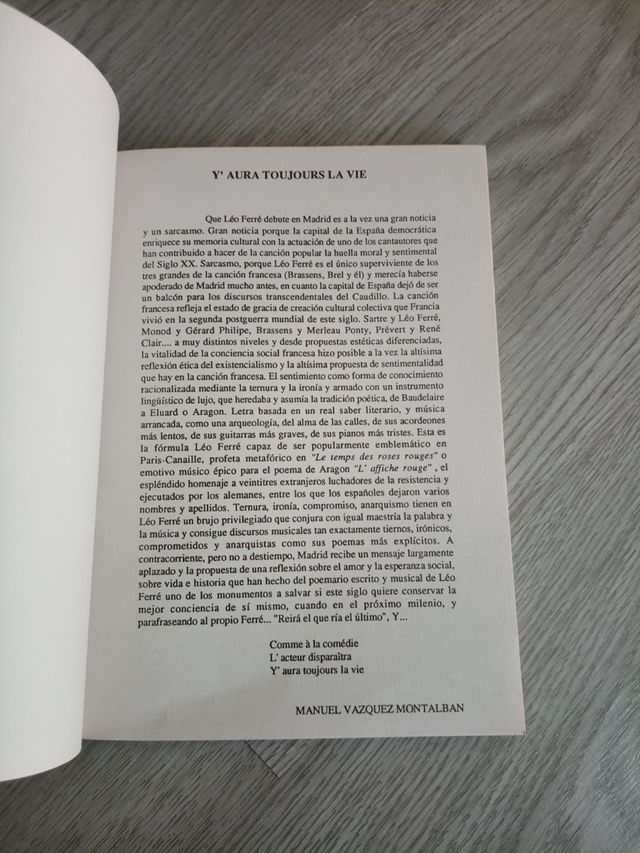 Y' AURA TOUJOURS LA VIE
Que Léo Ferré debute en Madrid es a la vez una gran noticia
y un sarcasmo. Gran noticia porque la capital de la España democrática
enriquece su memoria cultural con la actuación de uno de los cantautores que
han contribuido a hacer de la canción popular la huella moral y sentimental
del Siglo XX. Sarcasmo, porque Léo Ferré es el único superviviente de los
tres grandes de la canción francesa (Brassens, Brel y él) y merecía haberse
apoderado de Madrid mucho antes, en cuanto la capital de España dejó de ser
un balcón para los discursos transcendentales del Caudillo. La canción
francesa refleja el estado de gracia de creación cultural colectiva que Francia
vivió en la segunda postguerra mundial de este siglo. Sartre y Léo Ferré,
Monod y Gérard Philipe, Brassens y Merleau Ponty, Prévert y René
Clair.... a muy distintos niveles y desde propuestas estéticas diferenciadas,
la vitalidad de la conciencia social francesa hizo posible a la vez la altísima
reflexión ética del existencialismo y la altísima propuesta de sentimentalidad
que hay en la canción francesa. El sentimiento como forma de conocimiento
racionalizada mediante la ternura y la ironía y armado con un instrumento
lingüístico de lujo, que heredaba y asumía la tradición poética, de Baudelaire
a Eluard o Aragon. Letra basada en un real saber literario, y música
arrancada, como una arqueología, del alma de las calles, de sus acordeones
más lentos, de sus guitarras más graves, de sus pianos más tristes. Esta es
la fórmula Léo Ferré capaz de ser popularmente emblemático en
Paris-Canaille, profeta metafórico en "Le temps des roses rouges" o
emotivo músico épico para el poema de Aragon "L' affiche rouge" , el
espléndido homenaje a veintitres extranjeros luchadores de la resistencia y
ejecutados por los alemanes, entre los que los españoles dejaron varios
nombres y apellidos. Ternura, ironía, compromiso, anarquismo tienen en
Léo Ferré un brujo privilegiado que conjura con igual maestría la palabra y
la música y consigue discursos musicales tan exactamente tiernos, irónicos,
comprometidos y anarquistas como sus poemas más explícitos. A
contracorriente, pero no a destiempo, Madrid recibe un mensaje largamente
aplazado y la propuesta de una reflexión sobre el amor y la esperanza social,
sobre vida e historia que han hecho del poemario escrito y musical de Léo
Ferré uno de los monumentos a salvar si este siglo quiere conservar la
mejor conciencia de sí mismo, cuando en el próximo milenio, y
parafraseando al propio Ferré... "Reirá el que ría el último", Y...
Comme à la comédie
L' acteur disparaîtra
Y' aura toujours la vie
MANUEL VAZQUEZ MONTALBAN